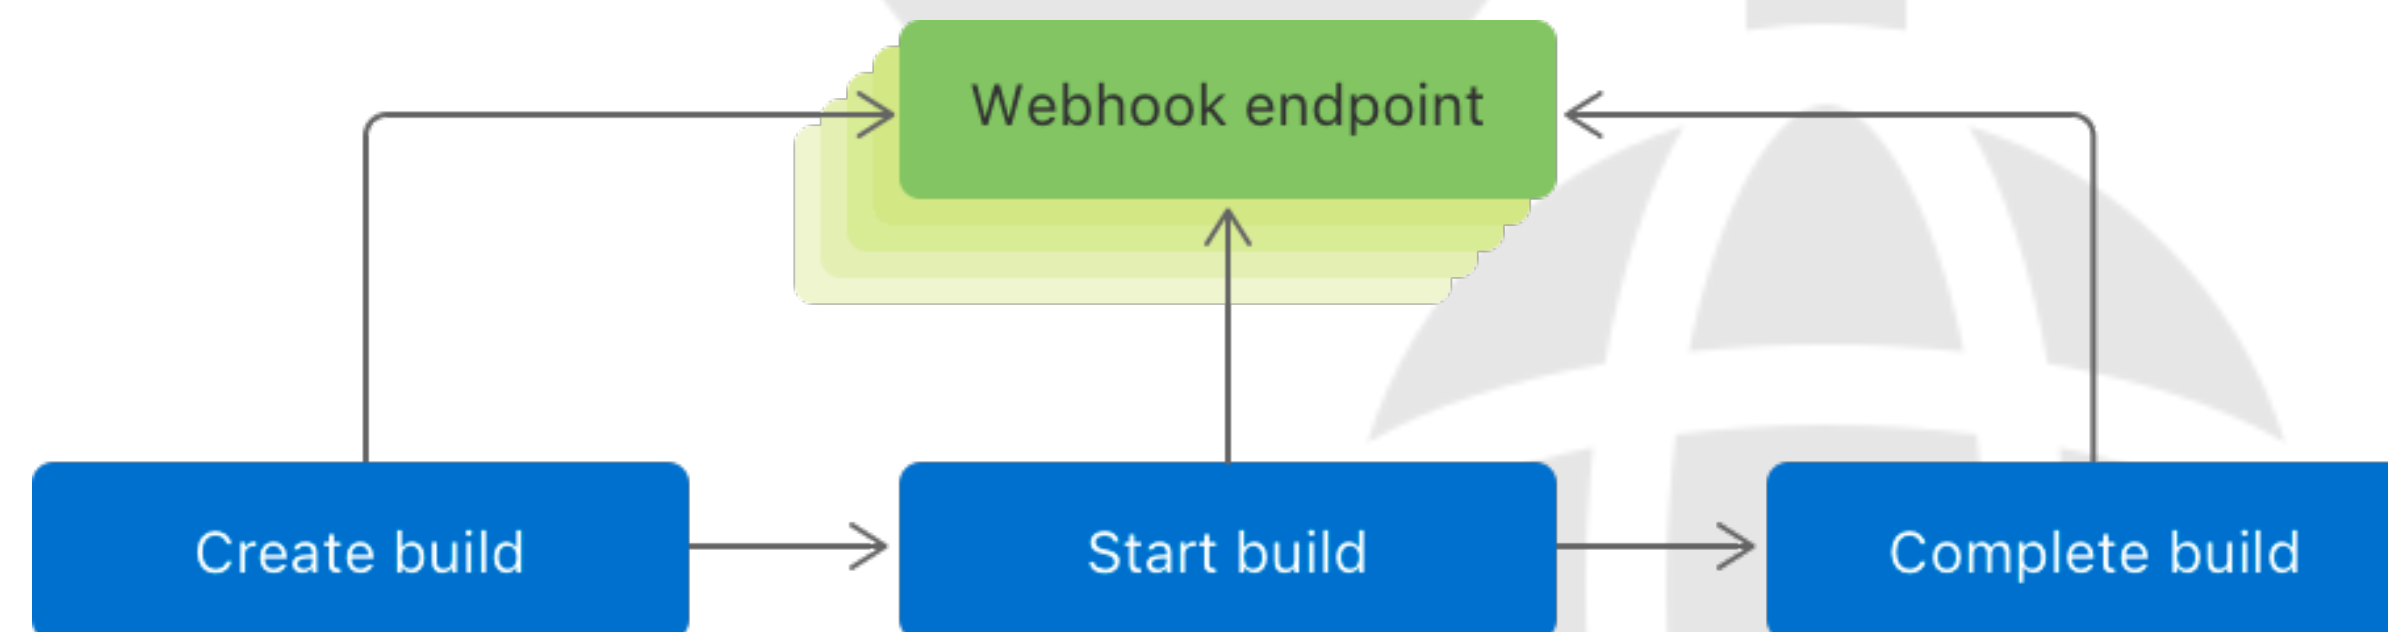 Webhook endpoint
Create build
Start build
Complete build